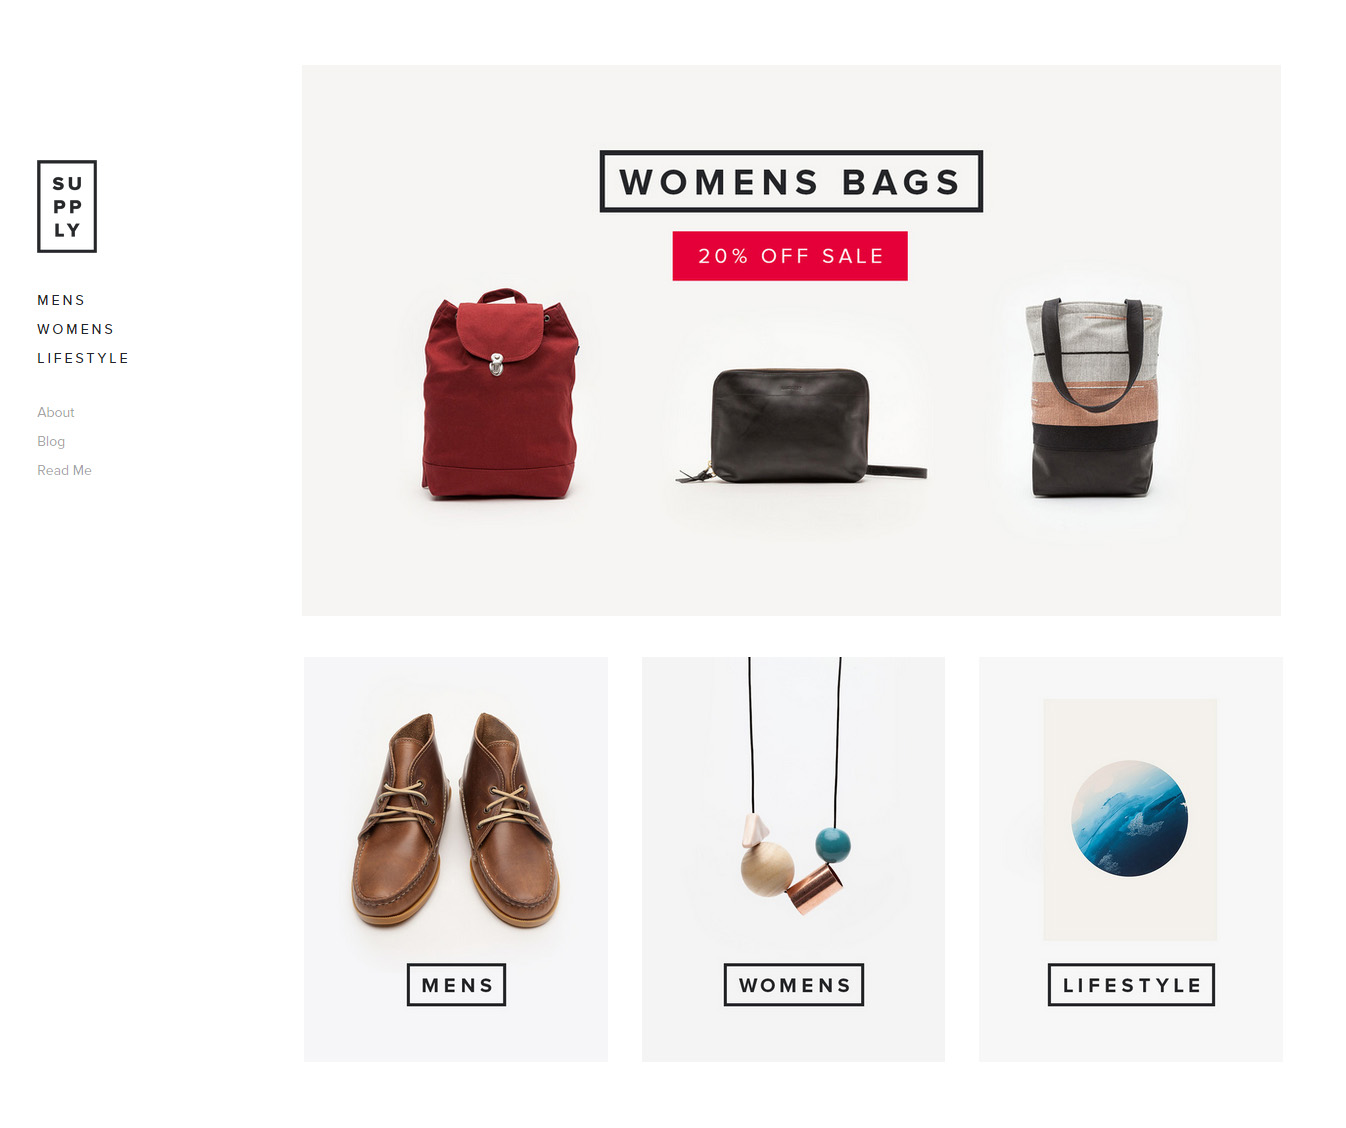 SU
PP
LY
MENS
WOMENS
LIFESTYLE
About
Blog
Read Me
WOMENS BAGS
20% OFF SALE
MENS
WOMENS
LIFESTYLE